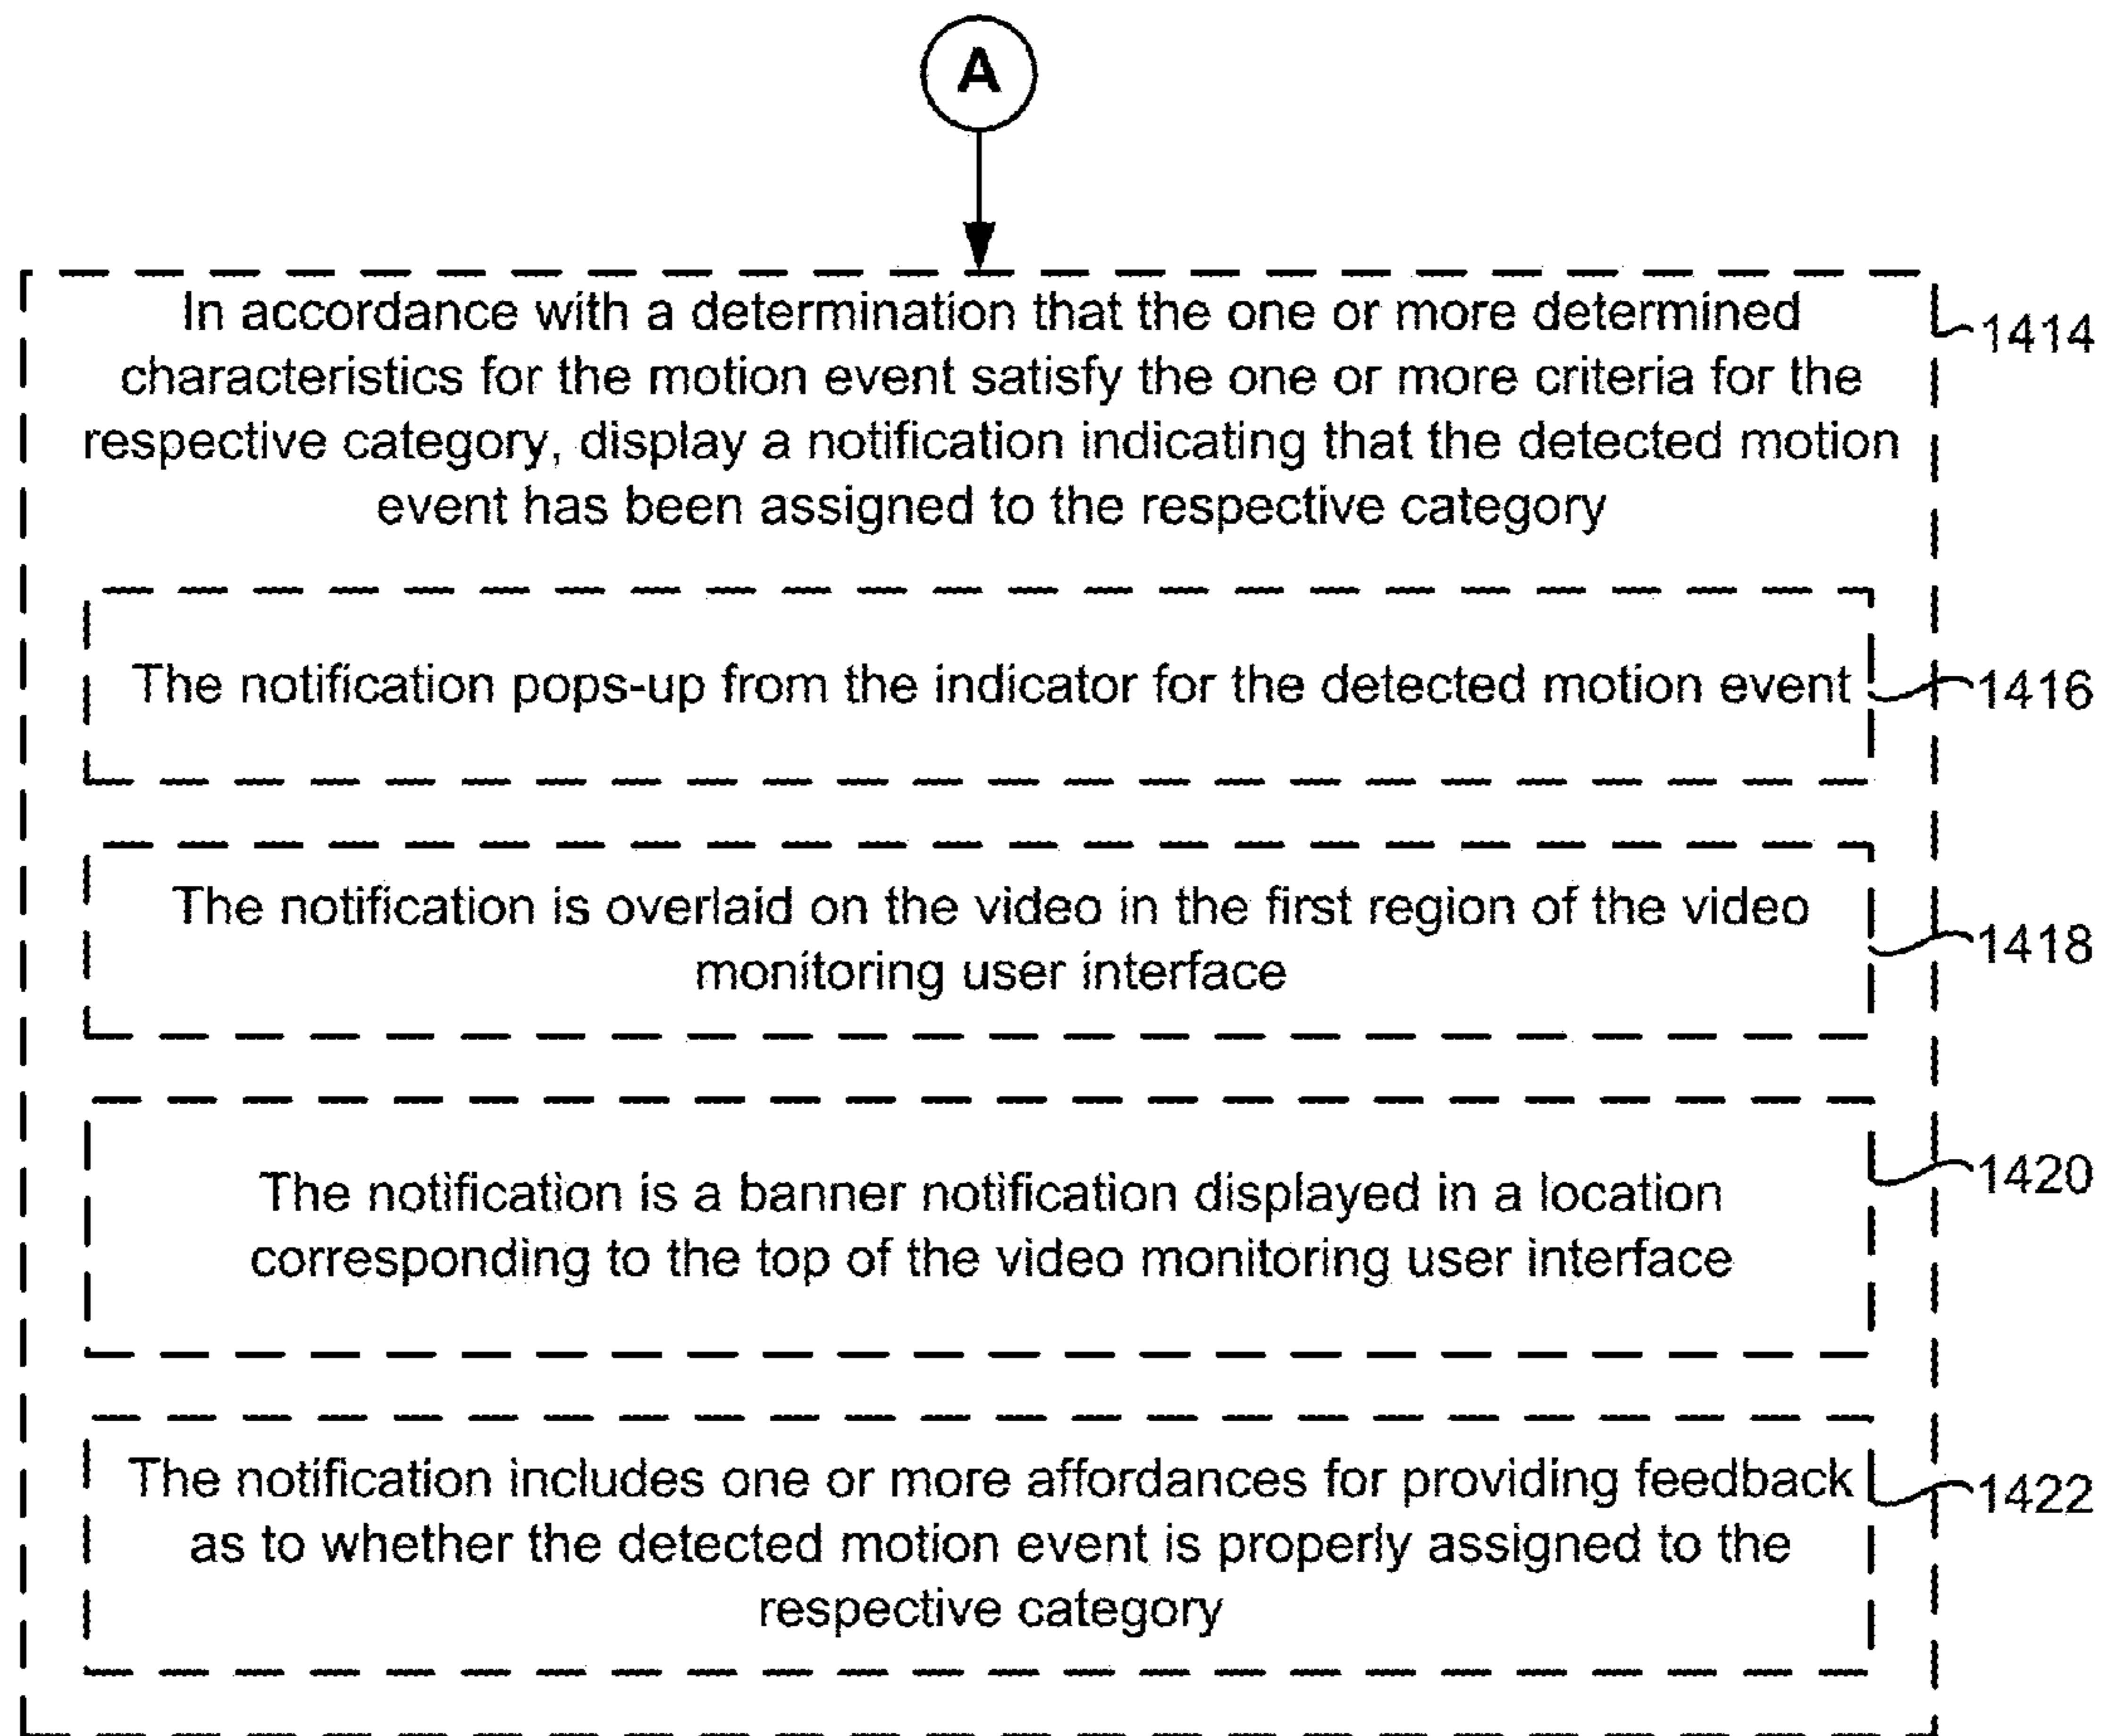 A
In accordance with a determination that the one or more determined
characteristics for the motion event satisfy the one or more criteria for the
respective category, display a notification indicating that the detected motion
event has been assigned to the respective category
1414
The notification pops-up from the indicator for the detected motion event
1416
The notification is overlaid on the video in the first region of the video
monitoring user interface
1418
The notification is a banner notification displayed in a location
corresponding to the top of the video monitoring user interface
1420
The notification includes one or more affordances for providing feedback
as to whether the detected motion event is properly assigned to the
respective category
1422